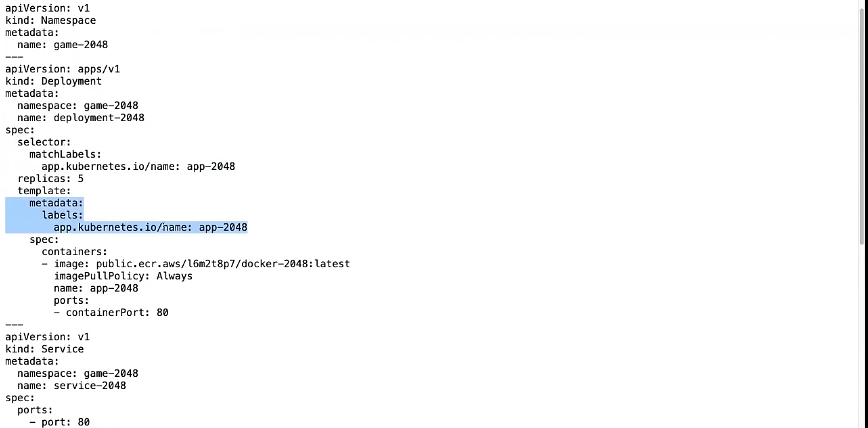 apiVersion: v1
kind: Namespace
metadata:
  name: game-2048
---
apiVersion: apps/v1
kind: Deployment
metadata:
  namespace: game-2048
  name: deployment-2048
spec:
  selector:
    matchLabels:
      app.kubernetes.io/name: app-2048
  replicas: 5
  template:
    metadata:
      labels:
        app.kubernetes.io/name: app-2048
    spec:
      containers:
      - image: public.ecr.aws/l6m2t8p7/docker-2048:latest
        imagePullPolicy: Always
        name: app-2048
        ports:
        - containerPort: 80
---
apiVersion: v1
kind: Service
metadata:
  namespace: game-2048
  name: service-2048
spec:
  ports:
    - port: 80